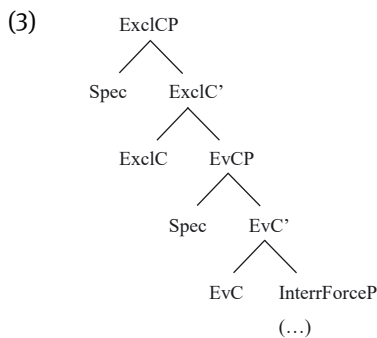 (3) ExclCP
Spec ExclC’
ExclC EvCP
Spec EvC’
EvC InterrForceP
(...)